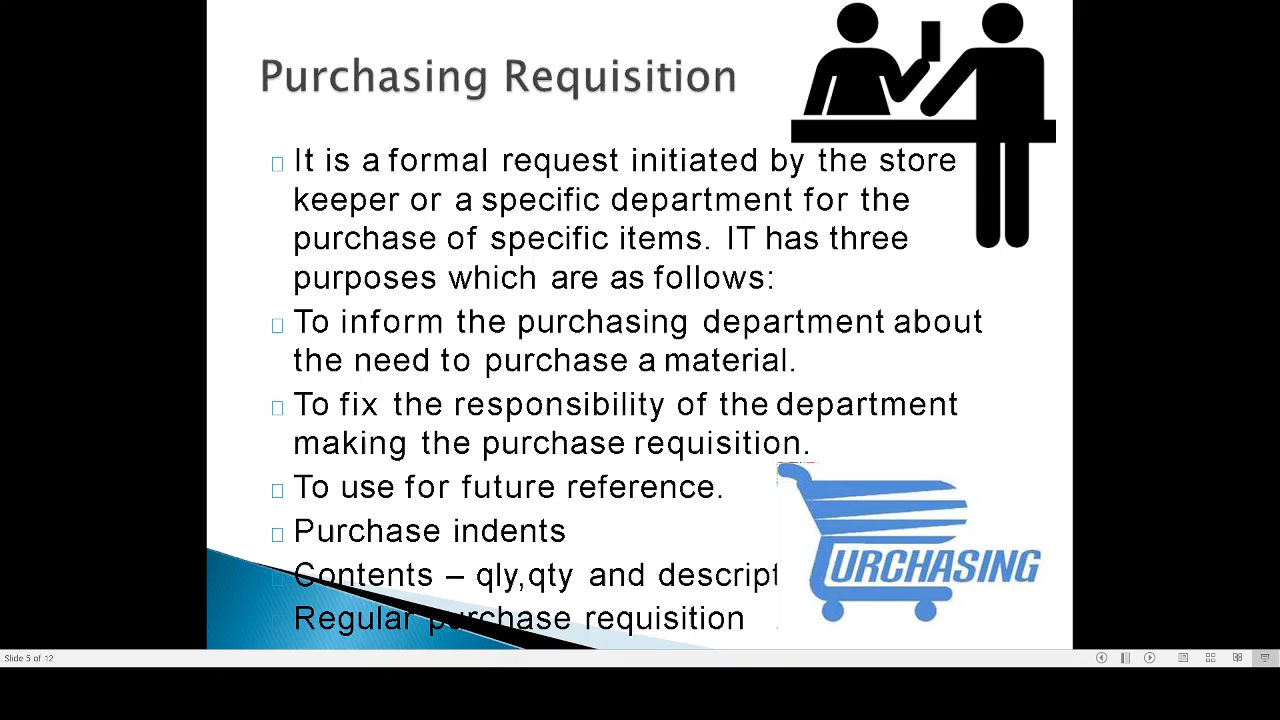 Purchasing Requisition
It is a formal request initiated by the store
keeper or a specific department for the
purchase of specific items. IT has three
purposes which are as follows:
To inform the purchasing department about
the need to purchase a material.
To fix the responsibility of the department
making the purchase requisition.
To use for future reference.
Purchase indents
Contents – qly,qty and descript
Regular purchase requisition
URCHASING
Slide 5 of 12